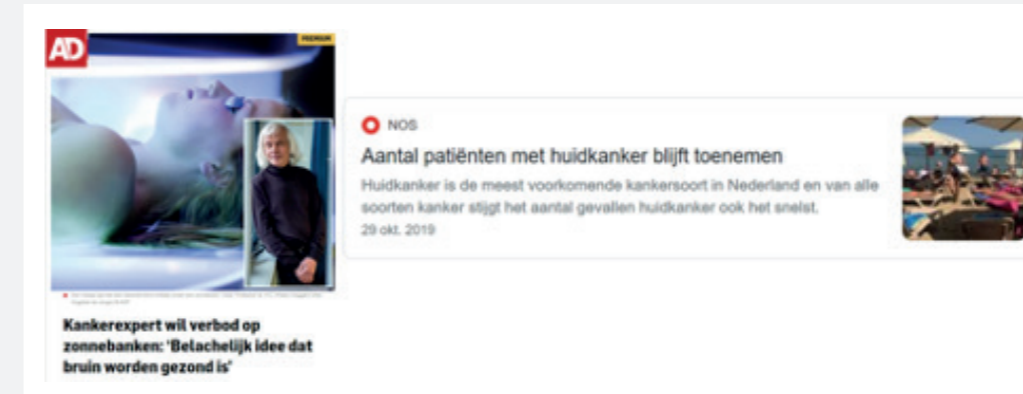 AD
PREMIUM
Kankerexpert wil verbod op
zonnebanken: 'Belachelijk idee dat
bruin worden gezond is'
NOS
Aantal patiënten met huidkanker blijft toenemen
Huidkanker is de meest voorkomende kankersoort in Nederland en van alle
soorten kanker stijgt het aantal gevallen huidkanker ook het snelst.
29 okt. 2019